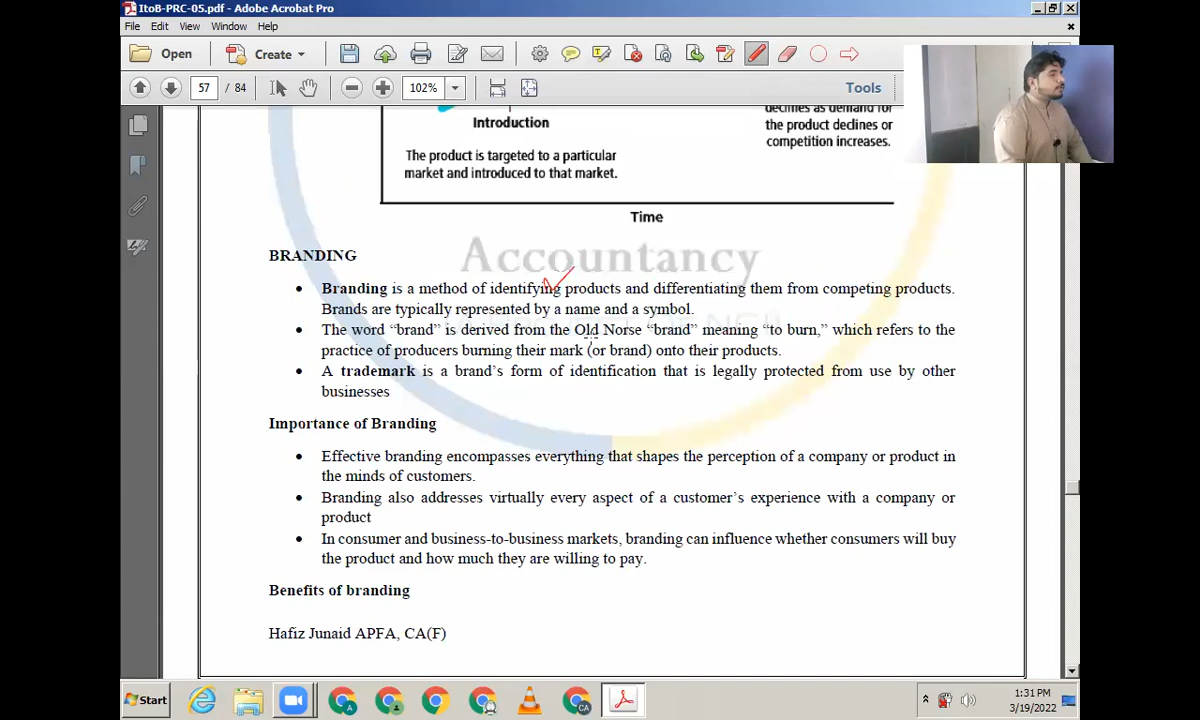 ItoB-PRC-05.pdf - Adobe Acrobat Pro
File Edit View Window Help
Open Create
57 / 84 102% Tools
Introduction
declines as demand for
the product declines or
competition increases.
The product is targeted to a particular
market and introduced to that market.
Time
Accountancy
BRANDING
• Branding is a method of identifying products and differentiating them from competing products.
Brands are typically represented by a name and a symbol.
• The word “brand” is derived from the Old Norse “brand” meaning “to burn,” which refers to the
practice of producers burning their mark (or brand) onto their products.
• A trademark is a brand’s form of identification that is legally protected from use by other
businesses
Importance of Branding
• Effective branding encompasses everything that shapes the perception of a company or product in
the minds of customers.
• Branding also addresses virtually every aspect of a customer’s experience with a company or
product
• In consumer and business-to-business markets, branding can influence whether consumers will buy
the product and how much they are willing to pay.
Benefits of branding
Hafiz Junaid APFA, CA(F)
Start
1:31 PM
3/19/2022